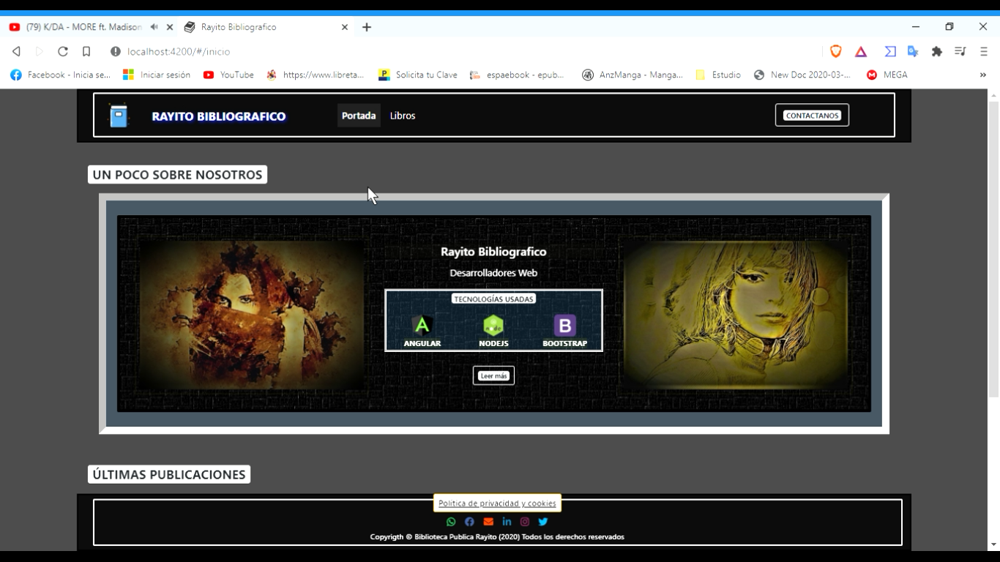 (79) K/DA - MORE ft. Madison
Rayito Bibliografico
localhost:4200/#/inicio
Facebook - Inicia se...
Iniciar sesión
YouTube
https://www.libreta...
Solicita tu Clave
espaebook - epub...
AnzManga - Manga...
Estudio
New Doc 2020-03-...
MEGA
»
RAYITO BIBLIOGRAFICO
Portada
Libros
CONTACTANOS
UN POCO SOBRE NOSOTROS
Rayito Bibliografico
Desarrolladores Web
TECNOLOGÍAS USADAS
ANGULAR
NODEJS
BOOTSTRAP
Leer más
ÚLTIMAS PUBLICACIONES
Politica de privacidad y cookies
Copyrigth © Biblioteca Publica Rayito (2020) Todos los derechos reservados